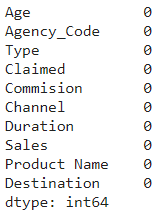 Age 0
Agency_Code 0
Type 0
Claimed 0
Commision 0
Channel 0
Duration 0
Sales 0
Product Name 0
Destination 0
dtype: int64